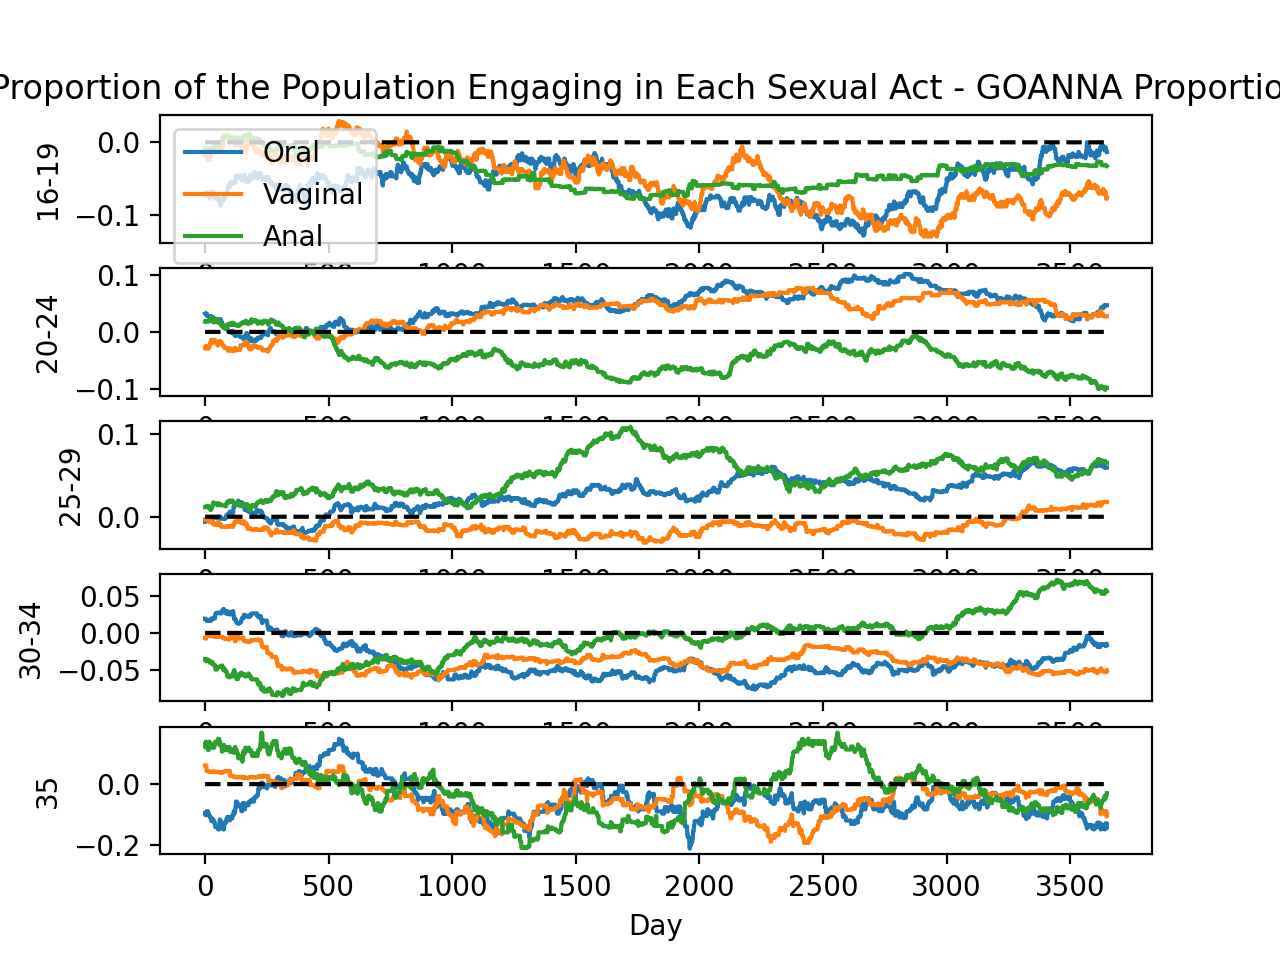 Proportion of the Population Engaging in Each Sexual Act - GOANNA Proportio
16-19
0.0
−0.1
Oral
Vaginal
Anal
20-24
0.1
0.0
−0.1
25-29
0.1
0.0
30-34
0.05
0.00
−0.05
35
0.0
−0.2
0 500 1000 1500 2000 2500 3000 3500
Day